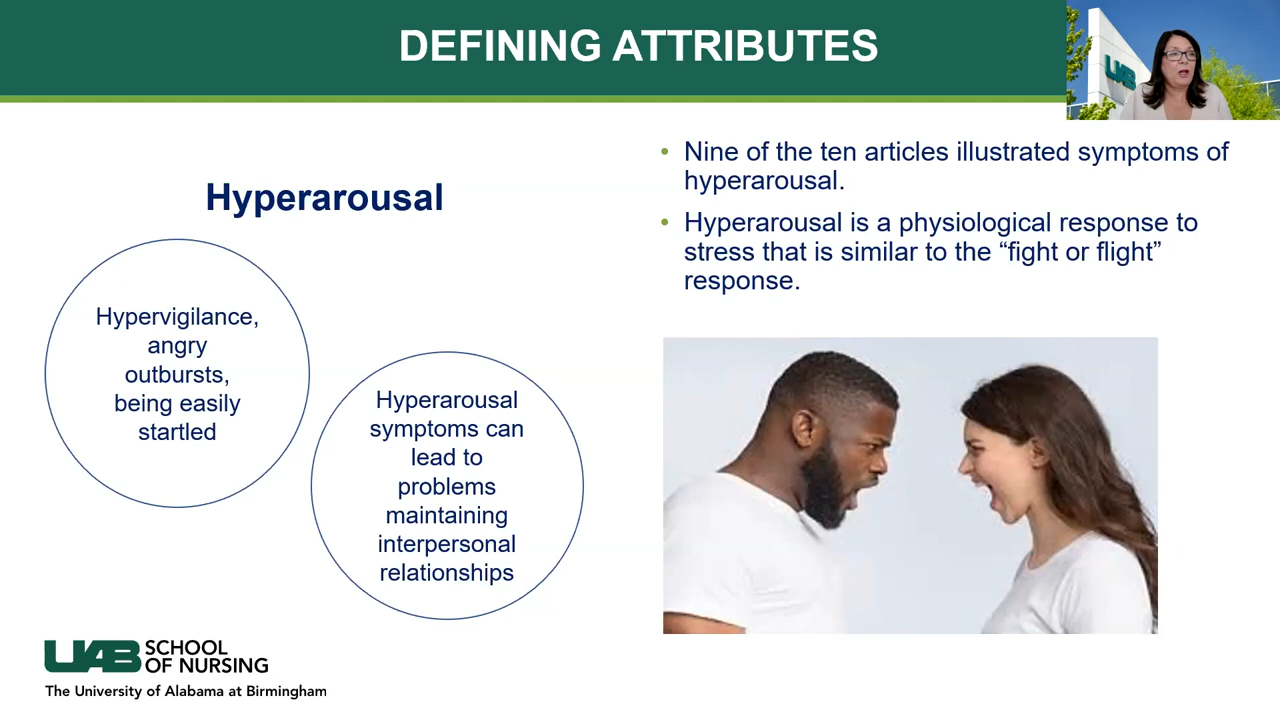 DEFINING ATTRIBUTES
UAB
Hyperarousal
Hypervigilance,
angry
outbursts,
being easily
startled
Hyperarousal
symptoms can
lead to
problems
maintaining
interpersonal
relationships
• Nine of the ten articles illustrated symptoms of
hyperarousal.
• Hyperarousal is a physiological response to
stress that is similar to the “fight or flight”
response.
UAB SCHOOL
OF NURSING
The University of Alabama at Birmingham